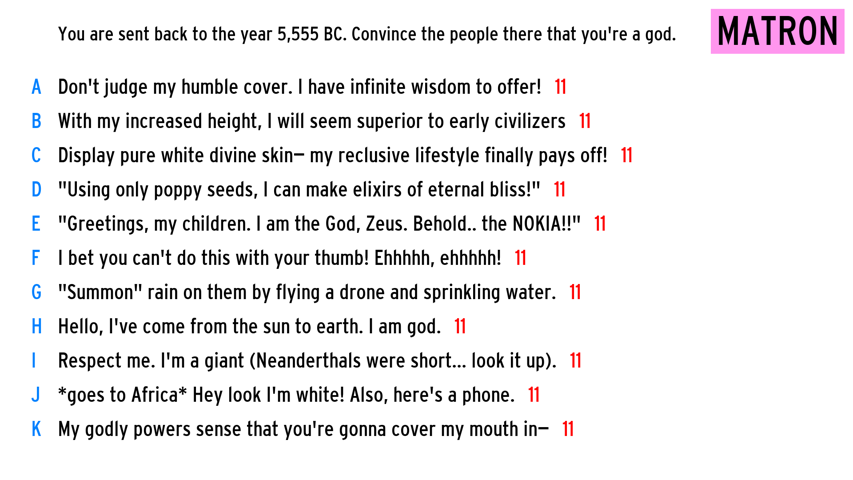 You are sent back to the year 5,555 BC. Convince the people there that you're a god.
MATRON
A Don't judge my humble cover. I have infinite wisdom to offer! 11
B With my increased height, I will seem superior to early civilizers 11
C Display pure white divine skin— my reclusive lifestyle finally pays off! 11
D "Using only poppy seeds, I can make elixirs of eternal bliss!" 11
E "Greetings, my children. I am the God, Zeus. Behold.. the NOKIA!!" 11
F I bet you can't do this with your thumb! Ehhhhh, ehhhhh! 11
G "Summon" rain on them by flying a drone and sprinkling water. 11
H Hello, I've come from the sun to earth. I am god. 11
I Respect me. I'm a giant (Neanderthals were short... look it up). 11
J *goes to Africa* Hey look I'm white! Also, here's a phone. 11
K My godly powers sense that you're gonna cover my mouth in— 11